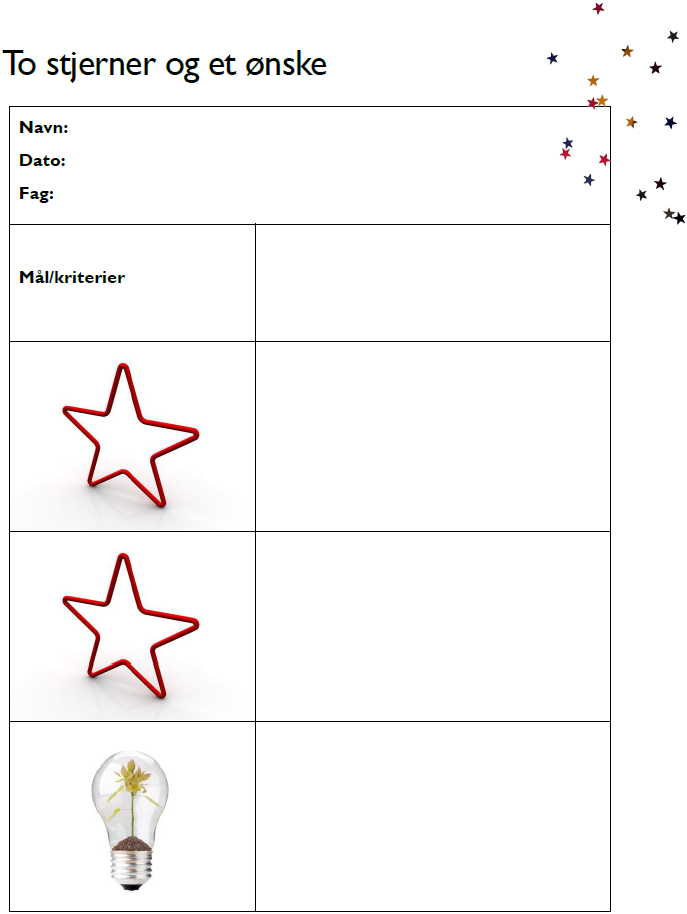 To stjerner og et ønske
Navn:
Dato:
Fag:
Mål/kriterier